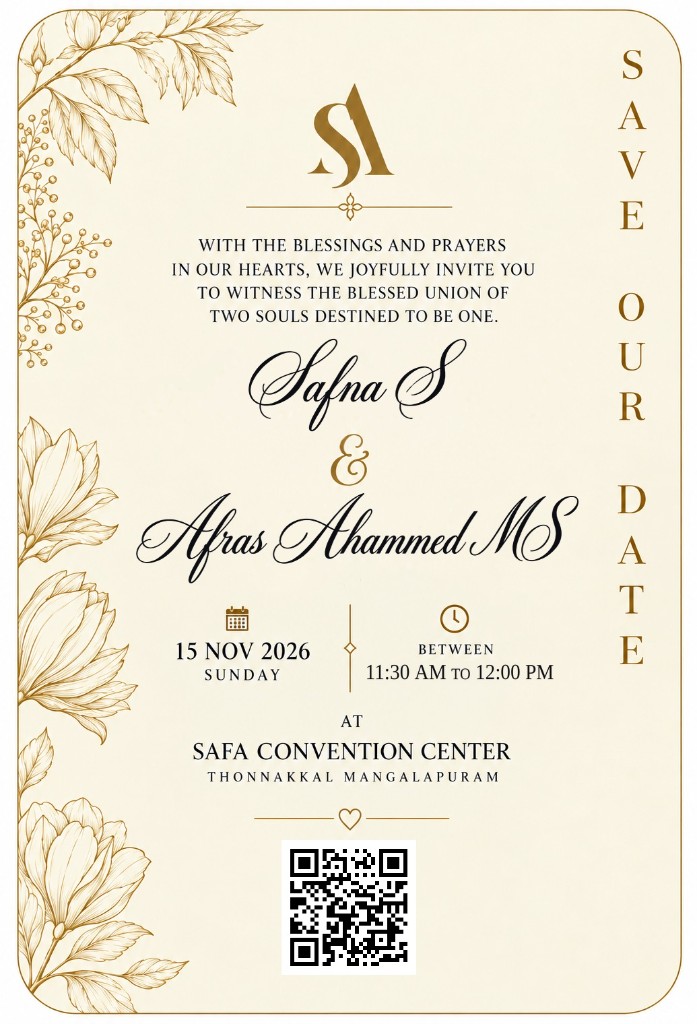 SA
WITH THE BLESSINGS AND PRAYERS
IN OUR HEARTS, WE JOYFULLY INVITE YOU
TO WITNESS THE BLESSED UNION OF
TWO SOULS DESTINED TO BE ONE.
Safna S
&
Afras Ahammed MS
15 NOV 2026
SUNDAY
BETWEEN
11:30 AM TO 12:00 PM
AT
SAFA CONVENTION CENTER
THONNAKKAL MANGALAPURAM
SAVE OUR DATE